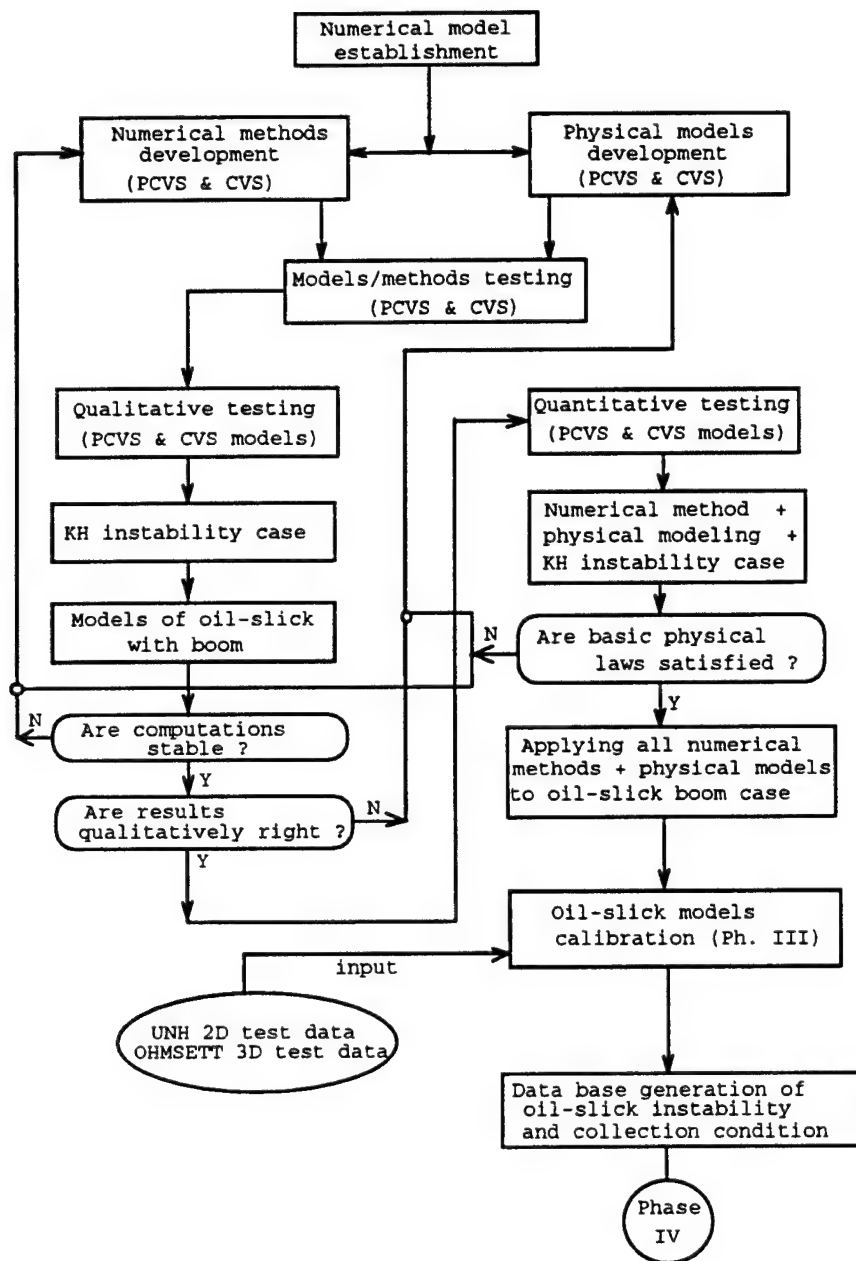 Numerical model
establishment
Numerical methods
development
(PCVS & CVS)
Physical models
development
(PCVS & CVS)
Models/methods testing
(PCVS & CVS)
Qualitative testing
(PCVS & CVS models)
KH instability case
Models of oil-slick
with boom
N
Are computations
stable ?
Y
Are results
qualitatively right ?
N
Y
Quantitative testing
(PCVS & CVS models)
Numerical method +
physical modeling +
KH instability case
N
Are basic physical
laws satisfied ?
Y
Applying all numerical
methods + physical models
to oil-slick boom case
Oil-slick models
calibration (Ph. III)
input
UNH 2D test data
OHMSETT 3D test data
Data base generation of
oil-slick instability
and collection condition
Phase
IV